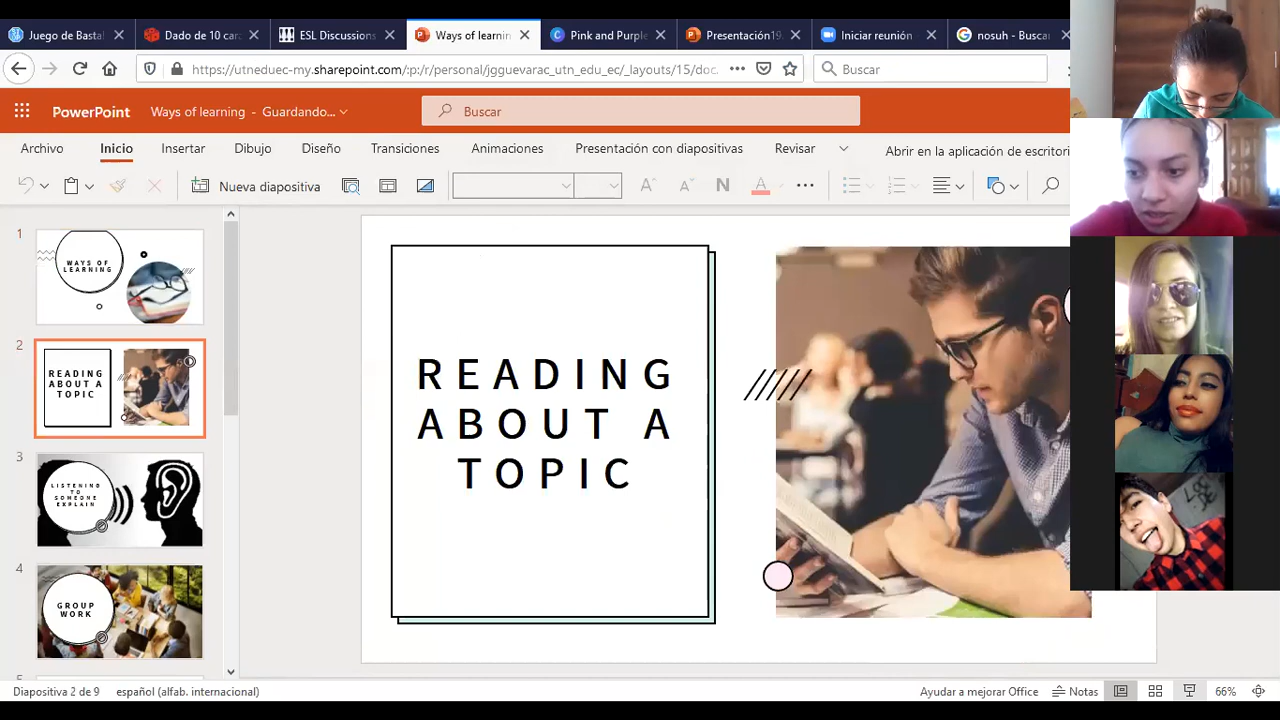 Juego de Basta!
Dado de 10 car
ESL Discussions
Ways of learnin
Pink and Purple
Presentación19
Iniciar reunión
nosuh - Buscar
https://utneduec-my.sharepoint.com/:p:/r/personal/jgguevarac_utn_edu_ec/_layouts/15/doc.
Buscar
PowerPoint
Ways of learning - Guardando...
Buscar
Archivo
Inicio
Insertar
Dibujo
Diseño
Transiciones
Animaciones
Presentación con diapositivas
Revisar
Abrir en la aplicación de escritori
Nueva diapositiva
N
A
1
WAYS OF
LEARNING
2
READING
ABOUT A
TOPIC
3
LISTENING
TO
SOMEONE
EXPLAIN
4
GROUP
WORK
READING
ABOUT A
TOPIC
Diapositiva 2 de 9
español (alfab. internacional)
Ayudar a mejorar Office
Notas
66%